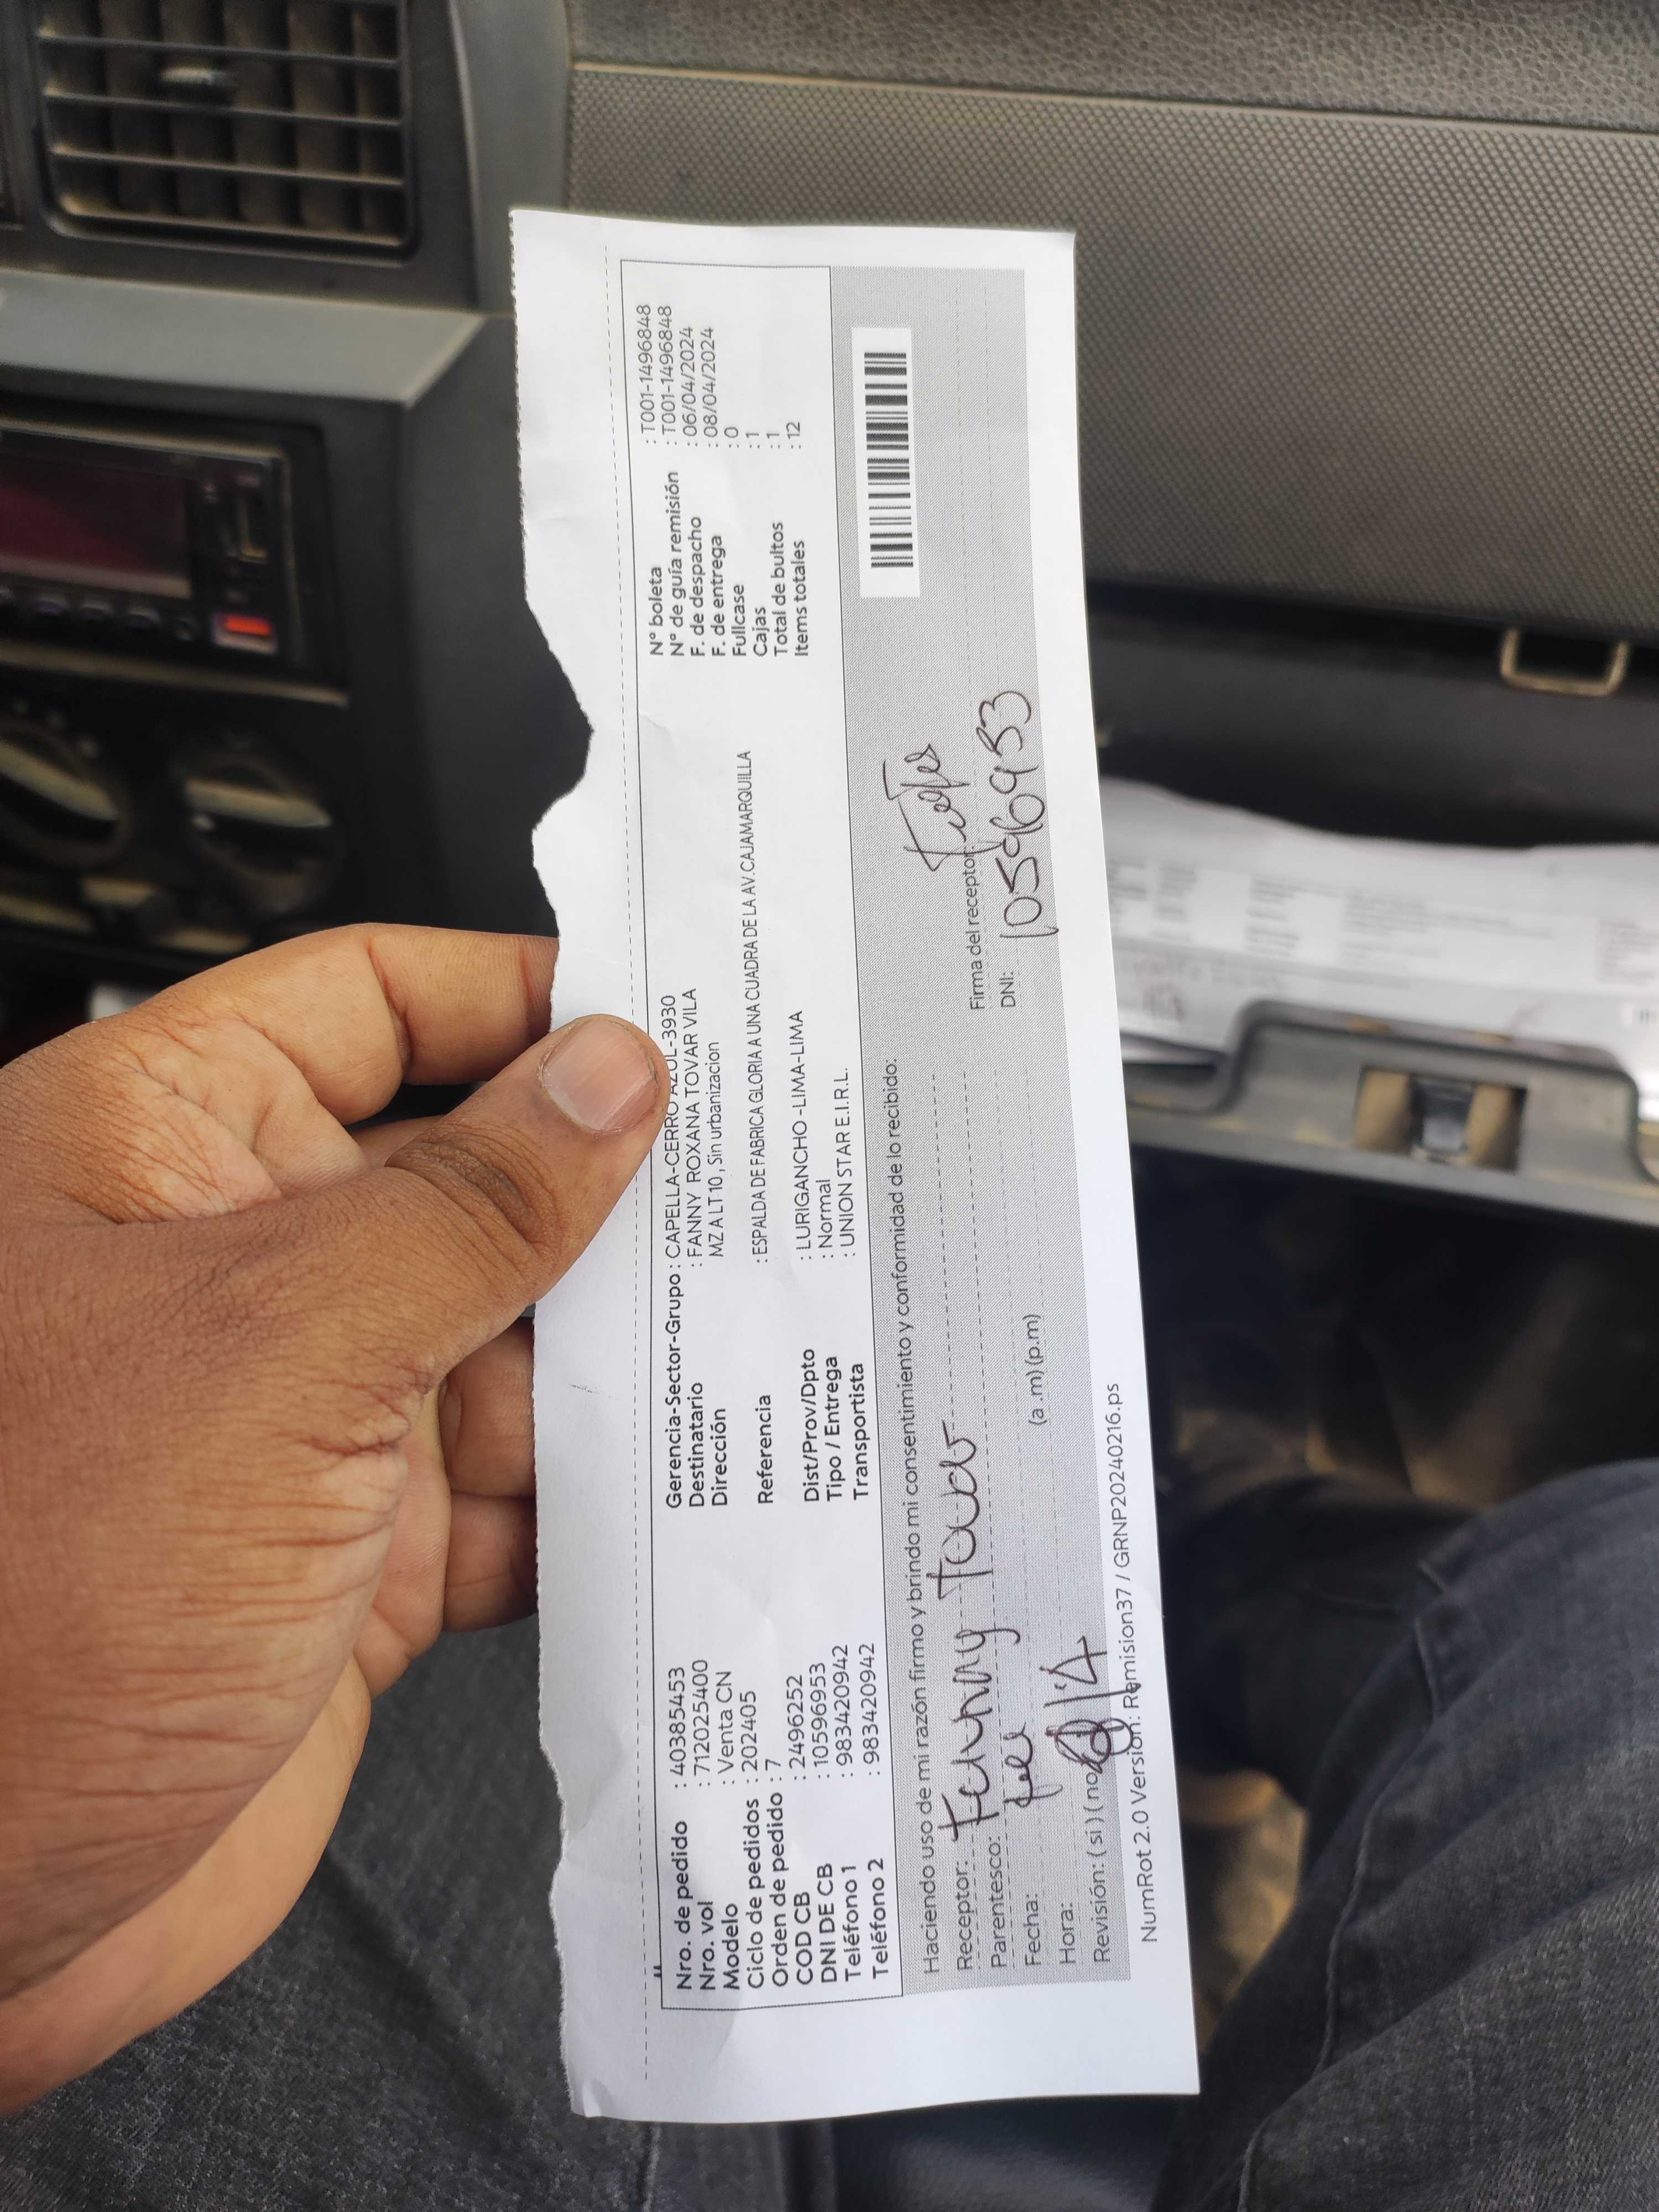 Nro. de pedido : 40385453
Nro. vol : 712025400
Modelo : Venta CN
Ciclo de pedidos : 202405
Orden de pedido : 7
COD CB : 2496252
DNI DE CB : 10596953
Teléfono 1 : 983420942
Teléfono 2 : 983420942
Gerencia-Sector-Grupo : CAPELLA-CERRO AZUL-3930
Destinatario : FANNY ROXANA TOVAR VILA
Dirección MZ A LT 10 , Sin urbanizacion
Referencia : ESPALDA DE FABRICA GLORIA A UNA CUADRA DE LA AV.CAJAMARQUILLA
Dist/Prov/Dpto : LURIGANCHO -LIMA-LIMA
Tipo / Entrega : Normal
Transportista : UNION STAR E.I.R.L.
N° boleta : T001-1496848
N° de guía remisión : T001-1496848
F. de despacho : 06/04/2024
F. de entrega : 08/04/2024
Fullcase : 0
Cajas : 1
Total de bultos : 1
Items totales : 12
Haciendo uso de mi razón firmo y brindo mi consentimiento y conformidad de lo recibido:
Receptor: Fanny Tovar
Parentesco:
Fecha:
Hora: (a .m) (p.m)
Revisión: ( si ) ( no
Firma del receptor:
DNI: 10596953
NumRot 2.0 Versión: Remision37 / GRNP20240216.ps